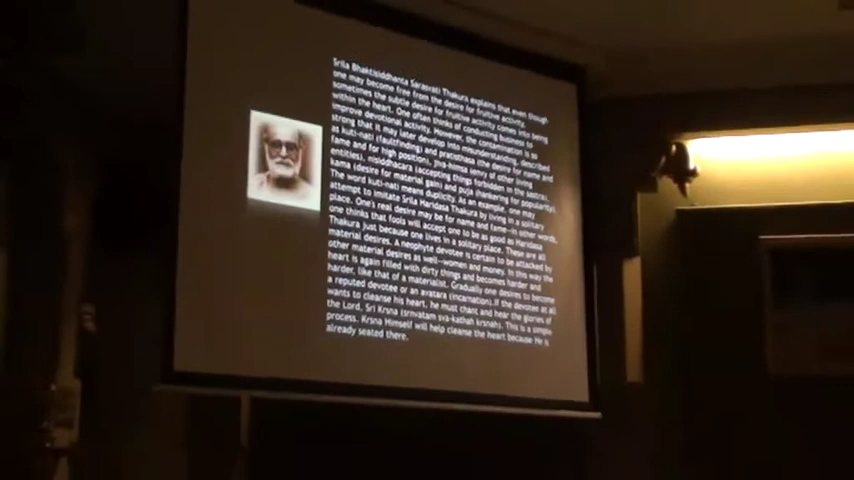 Srila Bhaktisiddhanta Sarasvati Thakura explains that even though
one may become free from the desire for fruitive activity,
sometimes the subtle desire for fruitive activity comes into being
within the heart. One often thinks of conducting business to
improve devotional activity. However, the contamination is so
strong that it may later develop into misunderstanding, described
as kuti-nati (faultfinding) and pratisthasa (the desire for name and
fame and for high position), jiva-himsa (envy of other living
entities), nisiddhacara (accepting things forbidden in the sastras),
kama (desire for material gain) and puja (hankering for popularity).
The word kuti-nati means duplicity. As an example, one may
attempt to imitate Srila Haridasa Thakura by living in a solitary
place. One's real desire may be for name and fame-in other words,
one thinks that fools will accept one to be as good as Haridasa
Thakura just because one lives in a solitary place. These are all
material desires. A neophyte devotee is certain to be attacked by
other material desires as well--women and money. In this way the
heart is again filled with dirty things and becomes harder and
harder, like that of a materialist. Gradually one desires to become
a reputed devotee or an avatara (incarnation).If the devotee at all
wants to cleanse his heart, he must chant and hear the glories of
the Lord, Sri Krsna (srnvatam sva-kathah krsnah). This is a simple
process. Krsna Himself will help cleanse the heart because He is
already seated there.